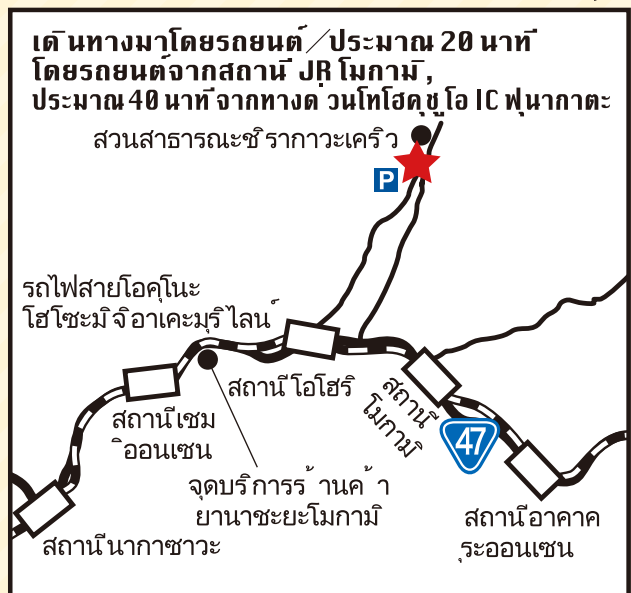 เดินทางมาโดยรถยนต์／ประมาณ 20 นาที
โดยรถยนต์จากสถานี JR โมกามิ,
ประมาณ 40 นาทีจากทางด่วนโทโฮคุชูโอ IC ฟุนากาตะ
สวนสาธารณะชิรากาวะเคริว
P
รถไฟสายโอคุโนะ
โฮโซะมิจิอาเคะมุริไลน์
สถานีโอโฮริ
สถานี
โมกามิ
สถานีเซม
ิออนเซน
47
จุดบริการร้านค้า
ยานาชะยะโมกามิ
สถานีอาคาค
ุระออนเซน
สถานีนากาซาวะ